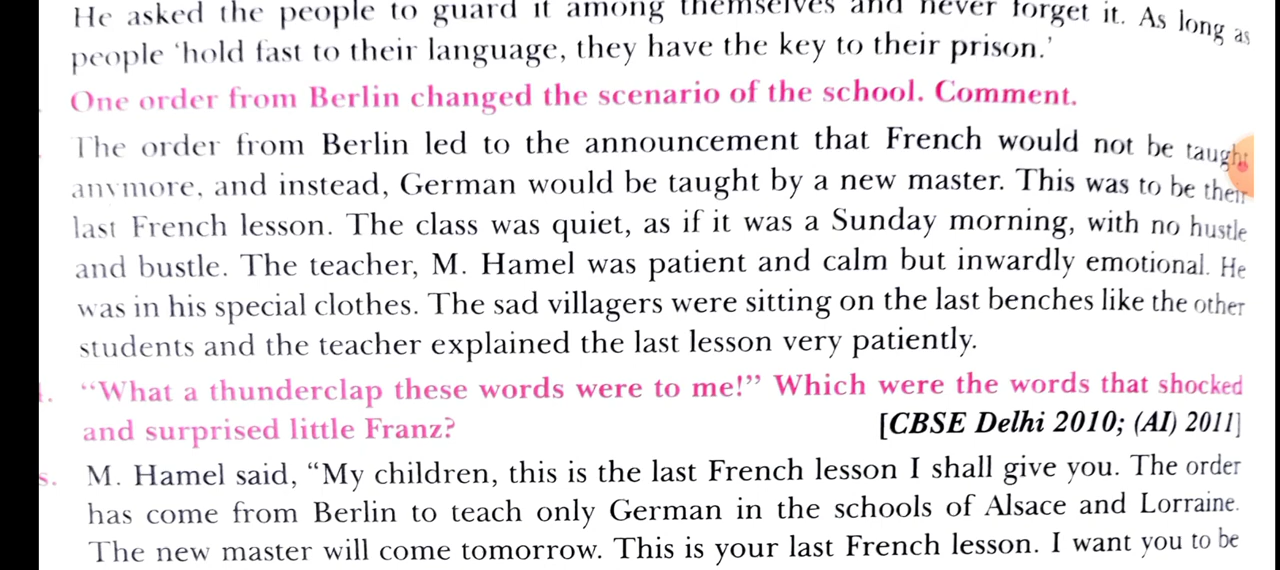 He asked the people to guard it among themselves and never forget it. As long as
people ‘hold fast to their language, they have the key to their prison.’
One order from Berlin changed the scenario of the school. Comment.
The order from Berlin led to the announcement that French would not be taught
anymore, and instead, German would be taught by a new master. This was to be their
last French lesson. The class was quiet, as if it was a Sunday morning, with no hustle
and bustle. The teacher, M. Hamel was patient and calm but inwardly emotional. He
was in his special clothes. The sad villagers were sitting on the last benches like the other
students and the teacher explained the last lesson very patiently.
“What a thunderclap these words were to me!” Which were the words that shocked
and surprised little Franz? [CBSE Delhi 2010; (AI) 2011]
s. M. Hamel said, “My children, this is the last French lesson I shall give you. The order
has come from Berlin to teach only German in the schools of Alsace and Lorraine.
The new master will come tomorrow. This is your last French lesson. I want you to be